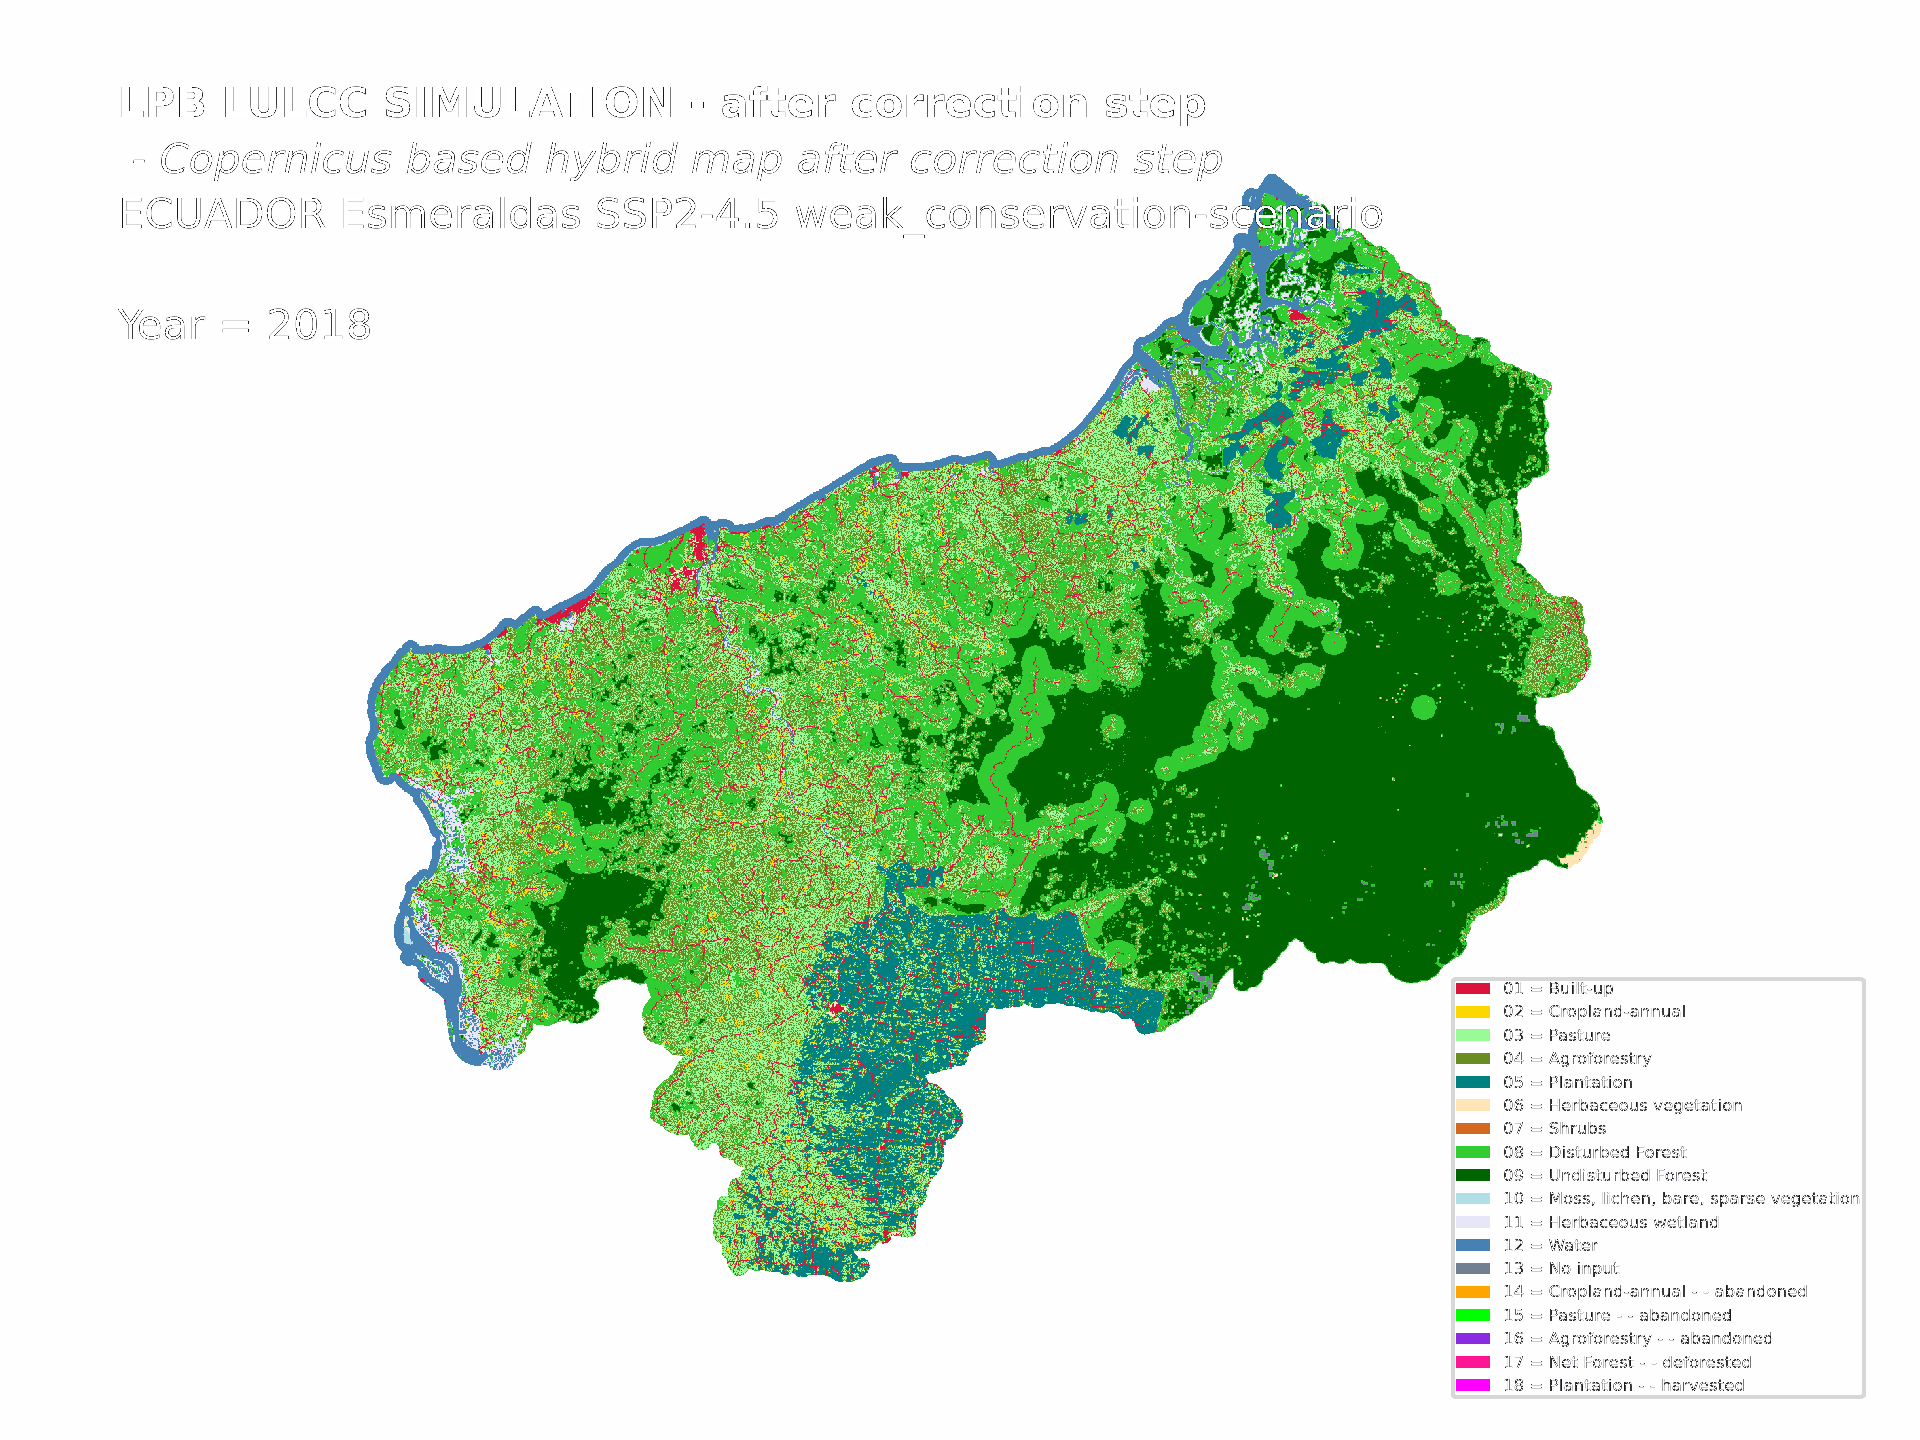 LPB LULCC SIMULATION -- after correction step
- Copernicus based hybrid map after correction step
ECUADOR Esmeraldas SSP2-4.5 weak_conservation-scenario
Year = 2018
01 = Built-up
02 = Cropland-annual
03 = Pasture
04 = Agroforestry
05 = Plantation
06 = Herbaceous vegetation
07 = Shrubs
08 = Disturbed Forest
09 = Undisturbed Forest
10 = Moss, lichen, bare, sparse vegetation
11 = Herbaceous wetland
12 = Water
13 = No input
14 = Cropland-annual -- abandoned
15 = Pasture -- abandoned
16 = Agroforestry -- abandoned
17 = Net Forest -- deforested
18 = Plantation -- harvested